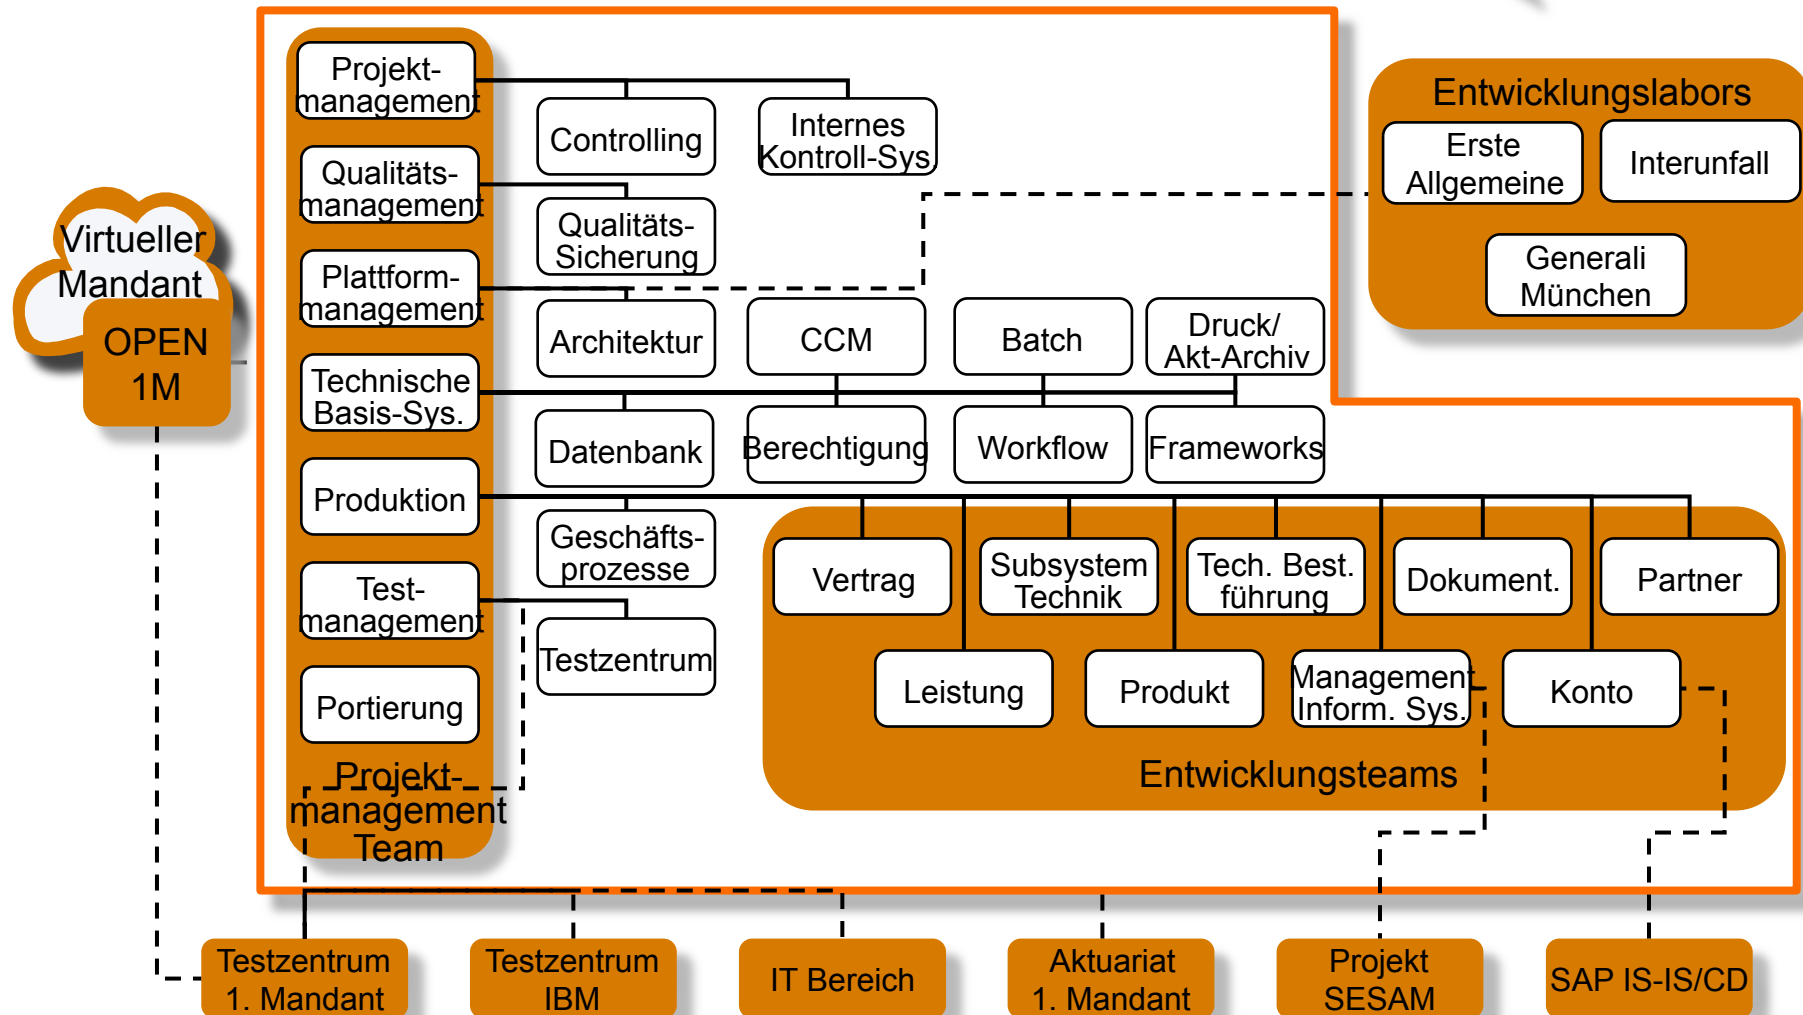 Projekt-
management
Controlling
Internes
Kontroll-Sys.
Qualitäts-
management
Qualitäts-
Sicherung
Plattform-
management
Architektur
CCM
Batch
Druck/
Akt-Archiv
Technische
Basis-Sys.
Datenbank
Berechtigung
Workflow
Frameworks
Produktion
Geschäfts-
prozesse
Test-
management
Testzentrum
Portierung
Projekt-
management
Team
Virtueller
Mandant
OPEN
1M
Entwicklungslabors
Erste
Allgemeine
Interunfall
Generali
München
Vertrag
Subsystem
Technik
Tech. Best.
führung
Dokument.
Partner
Leistung
Produkt
Management
Inform. Sys.
Konto
Entwicklungsteams
Testzentrum
1. Mandant
Testzentrum
IBM
IT Bereich
Aktuariat
1. Mandant
Projekt
SESAM
SAP IS-IS/CD